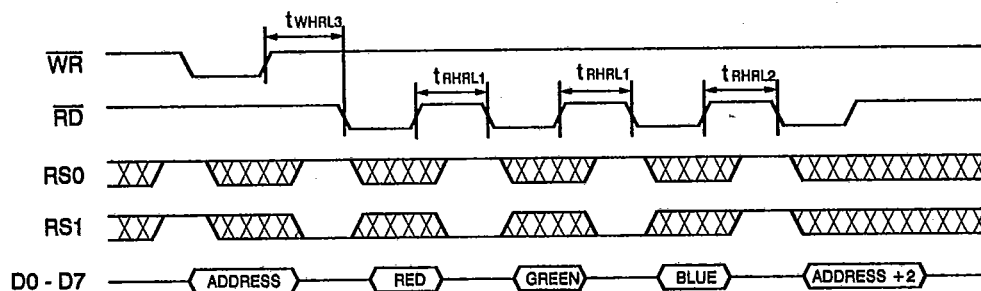 tWHRL3
WR
tRHRL1 tRHRL1 tRHRL2
RD
RS0
RS1
D0 - D7 ADDRESS RED GREEN BLUE ADDRESS +2